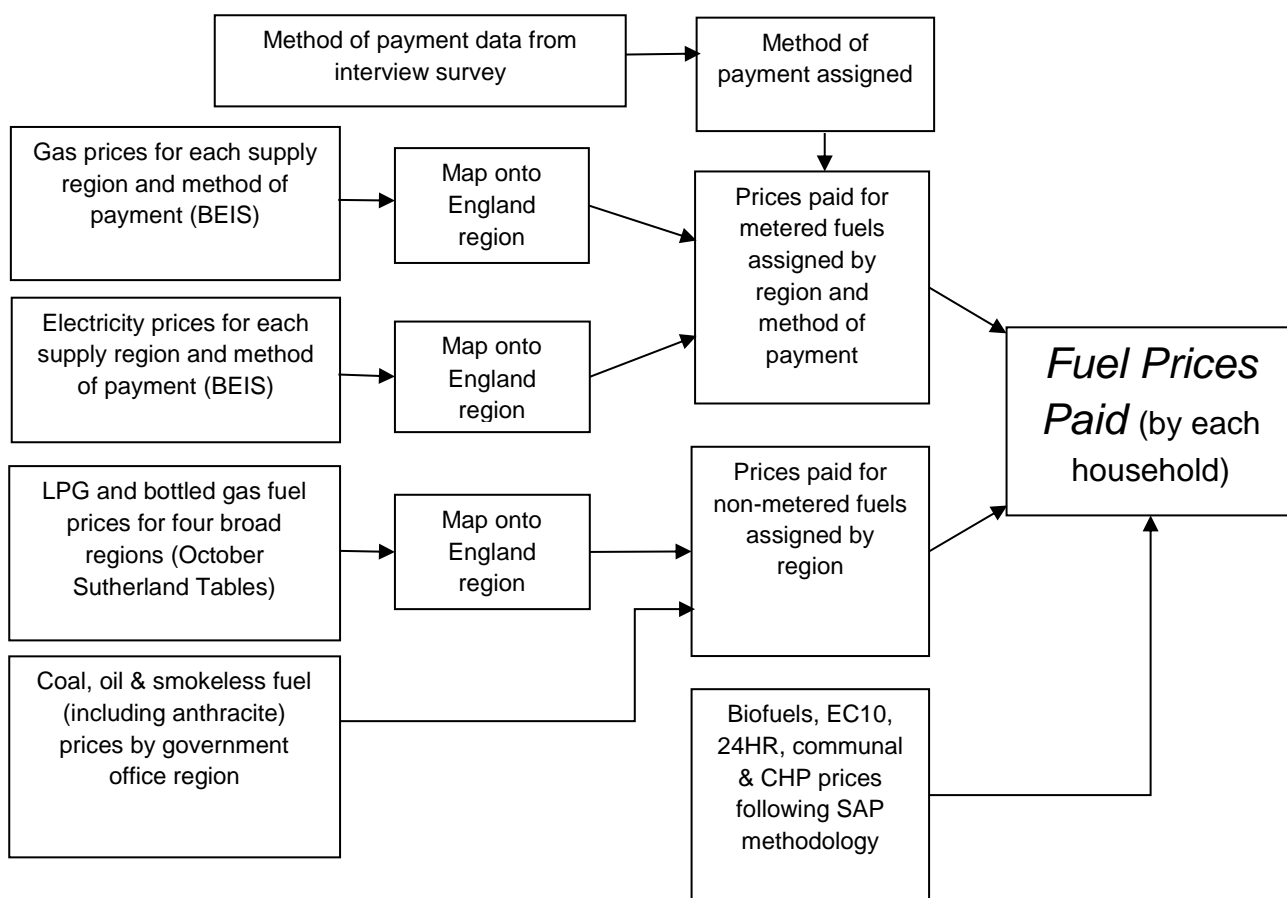 Method of payment data from
interview survey
Method of
payment assigned
Gas prices for each supply
region and method of
payment (BEIS)
Map onto
England
region
Prices paid for
metered fuels
assigned by
region and
method of
payment
Electricity prices for each
supply region and method
of payment (BEIS)
Map onto
England
region
Fuel Prices
Paid (by each
household)
LPG and bottled gas fuel
prices for four broad
regions (October
Sutherland Tables)
Map onto
England
region
Prices paid for
non-metered fuels
assigned by
region
Coal, oil & smokeless fuel
(including anthracite)
prices by government
office region
Biofuels, EC10,
24HR, communal
& CHP prices
following SAP
methodology